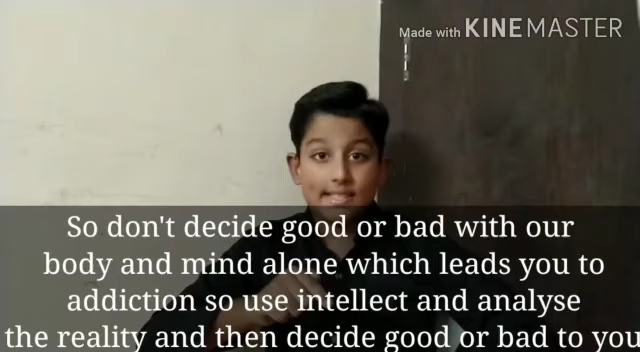 Made with KINEMASTER
So don't decide good or bad with our
body and mind alone which leads you to
addiction so use intellect and analyse
the reality and then decide good or bad to you